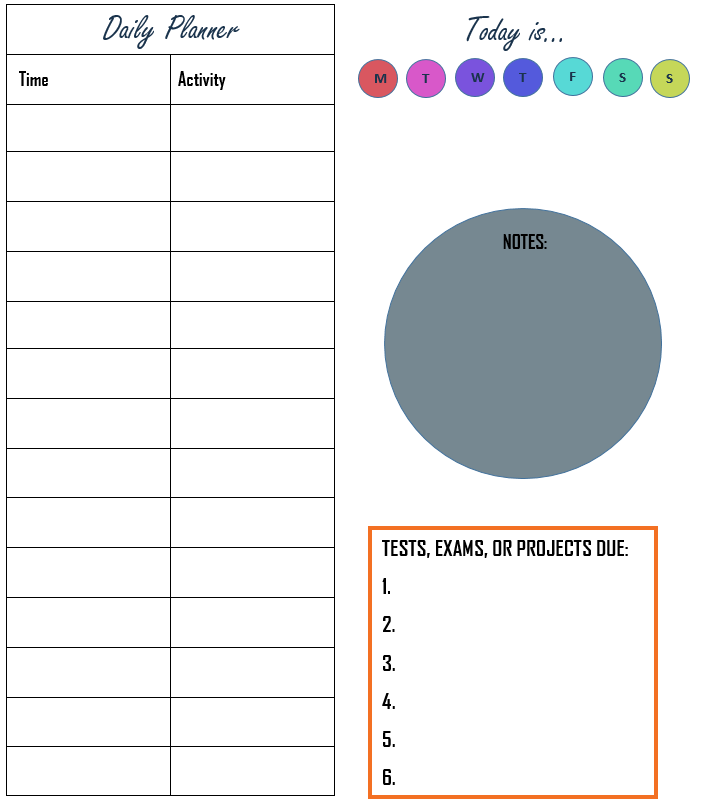 Daily Planner
Time Activity
Today is...
M T W T F S S
NOTES:
TESTS, EXAMS, OR PROJECTS DUE:
1.
2.
3.
4.
5.
6.